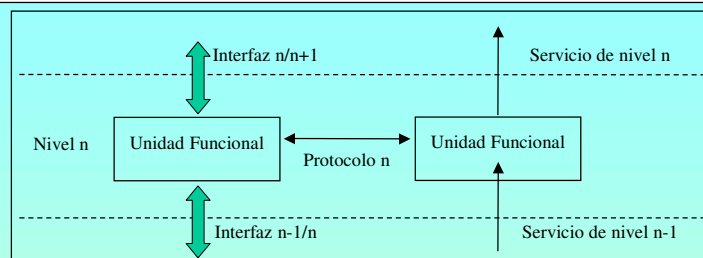 Interfaz n/n+1
Servicio de nivel n
Nivel n
Unidad Funcional
Protocolo n
Unidad Funcional
Interfaz n-1/n
Servicio de nivel n-1